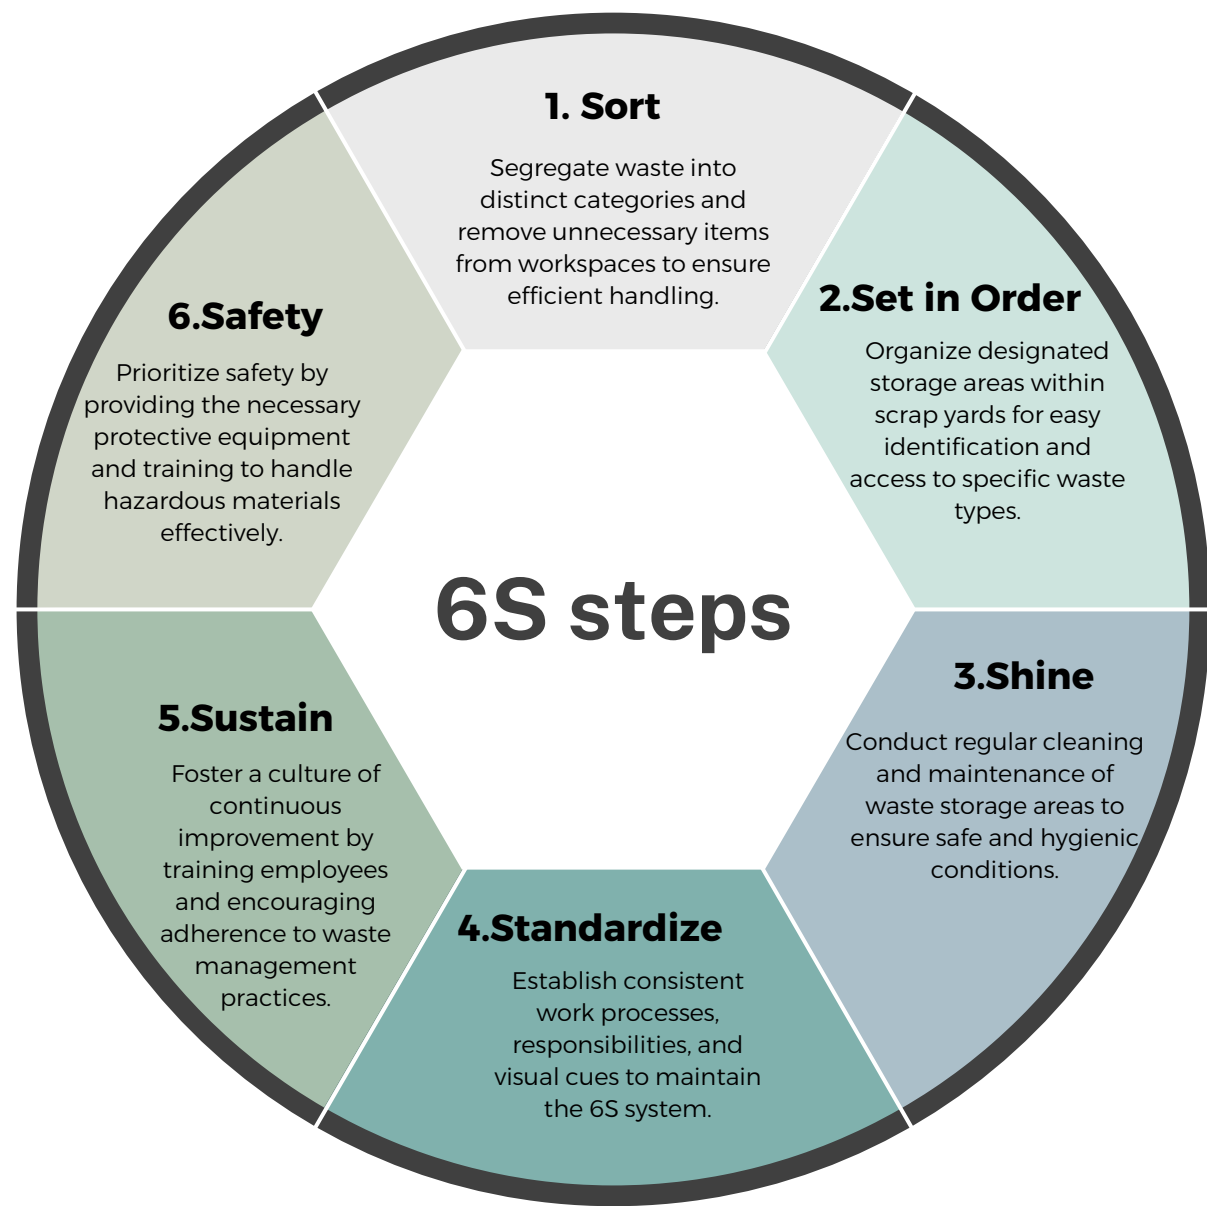 1. Sort
Segregate waste into
distinct categories and
remove unnecessary items
from workspaces to ensure
efficient handling.
2.Set in Order
Organize designated
storage areas within
scrap yards for easy
identification and
access to specific waste
types.
3.Shine
Conduct regular cleaning
and maintenance of
waste storage areas to
ensure safe and hygienic
conditions.
4.Standardize
Establish consistent
work processes,
responsibilities, and
visual cues to maintain
the 6S system.
5.Sustain
Foster a culture of
continuous
improvement by
training employees
and encouraging
adherence to waste
management
practices.
6.Safety
Prioritize safety by
providing the necessary
protective equipment
and training to handle
hazardous materials
effectively.
6S steps